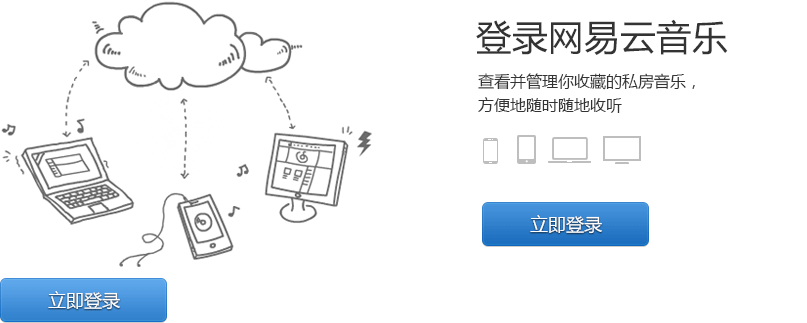 登录网易云音乐
查看并管理你收藏的私房音乐，
方便地随时随地收听
立即登录
立即登录